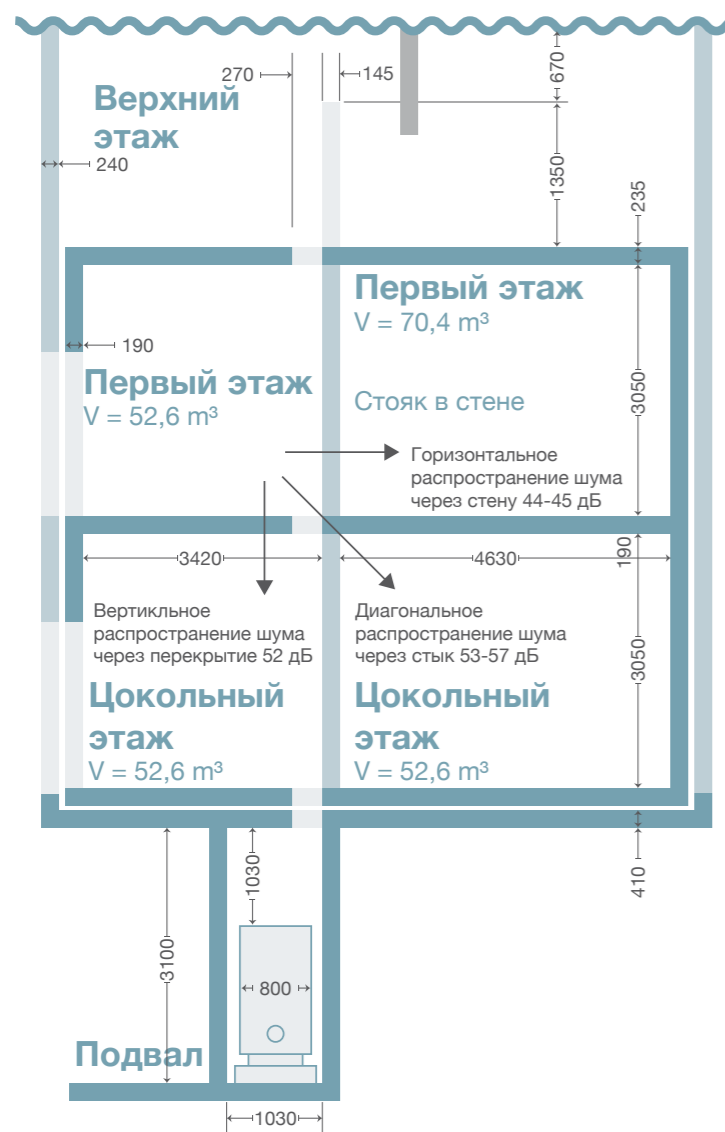 270
145
670
Верхний
этаж
240
1350
235
Первый этаж
V = 70,4 m³
190
Первый этаж
V = 52,6 m³
Стояк в стене
3050
Горизонтальное
распространение шума
через стену 44-45 дБ
3420
4630
190
Вертикльное
распространение шума
через перекрытие 52 дБ
Диагональное
распространение шума
через стык 53-57 дБ
3050
Цокольный
этаж
V = 52,6 m³
Цокольный
этаж
V = 52,6 m³
1030
410
3100
800
Подвал
1030